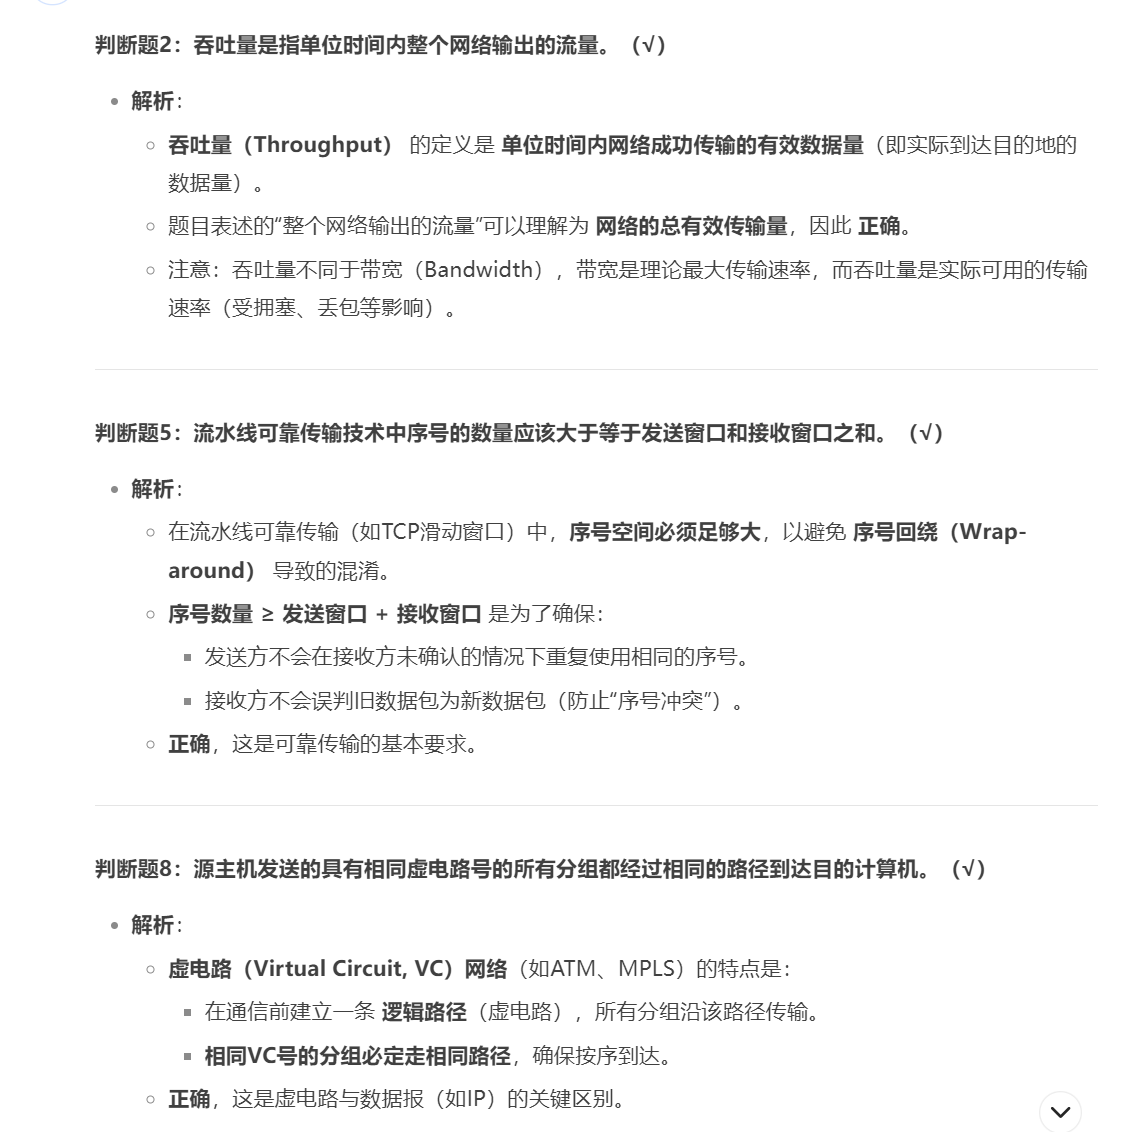 判断题2：吞吐量是指单位时间内整个网络输出的流量。（√）
解析：
吞吐量（Throughput） 的定义是 单位时间内网络成功传输的有效数据量（即实际到达目的地的
数据量）。
题目表述的“整个网络输出的流量”可以理解为 网络的总有效传输量，因此 正确。
注意：吞吐量不同于带宽（Bandwidth），带宽是理论最大传输速率，而吞吐量是实际可用的传输
速率（受拥塞、丢包等影响）。
判断题5：流水线可靠传输技术中序号的数量应该大于等于发送窗口和接收窗口之和。（√）
解析：
在流水线可靠传输（如TCP滑动窗口）中，序号空间必须足够大，以避免 序号回绕（Wrap-
around） 导致的混淆。
序号数量 ≥ 发送窗口 + 接收窗口 是为了确保：
发送方不会在接收方未确认的情况下重复使用相同的序号。
接收方不会误判旧数据包为新数据包（防止“序号冲突”）。
正确，这是可靠传输的基本要求。
判断题8：源主机发送的具有相同虚电路号的所有分组都经过相同的路径到达目的计算机。（√）
解析：
虚电路（Virtual Circuit, VC）网络（如ATM、MPLS）的特点是：
在通信前建立一条 逻辑路径（虚电路），所有分组沿该路径传输。
相同VC号的分组必定走相同路径，确保按序到达。
正确，这是虚电路与数据报（如IP）的关键区别。